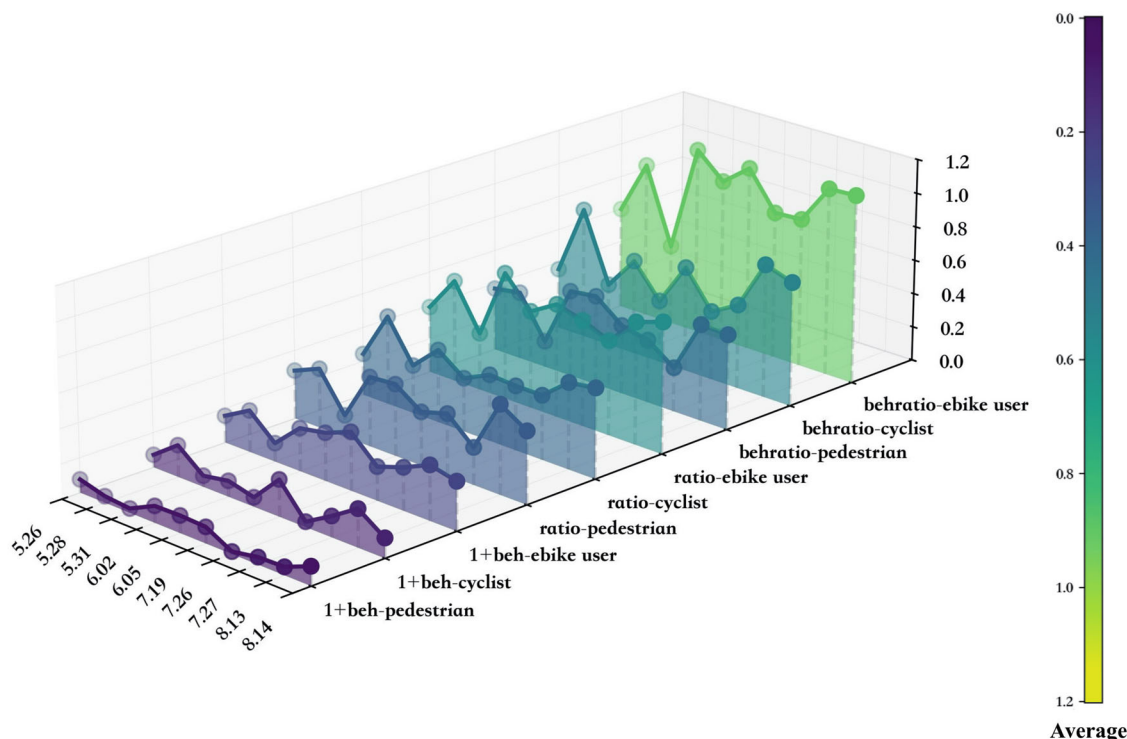 0.0
0.2
0.4
0.6
0.8
1.0
1.2
Average
1.2
1.0
0.8
0.6
0.4
0.2
0.0
behratio-ebike user
behratio-cyclist
behratio-pedestrian
ratio-ebike user
ratio-cyclist
ratio-pedestrian
1+beh-ebike user
1+beh-cyclist
1+beh-pedestrian
5.26
5.28
5.31
6.02
6.05
7.19
7.26
7.27
8.13
8.14